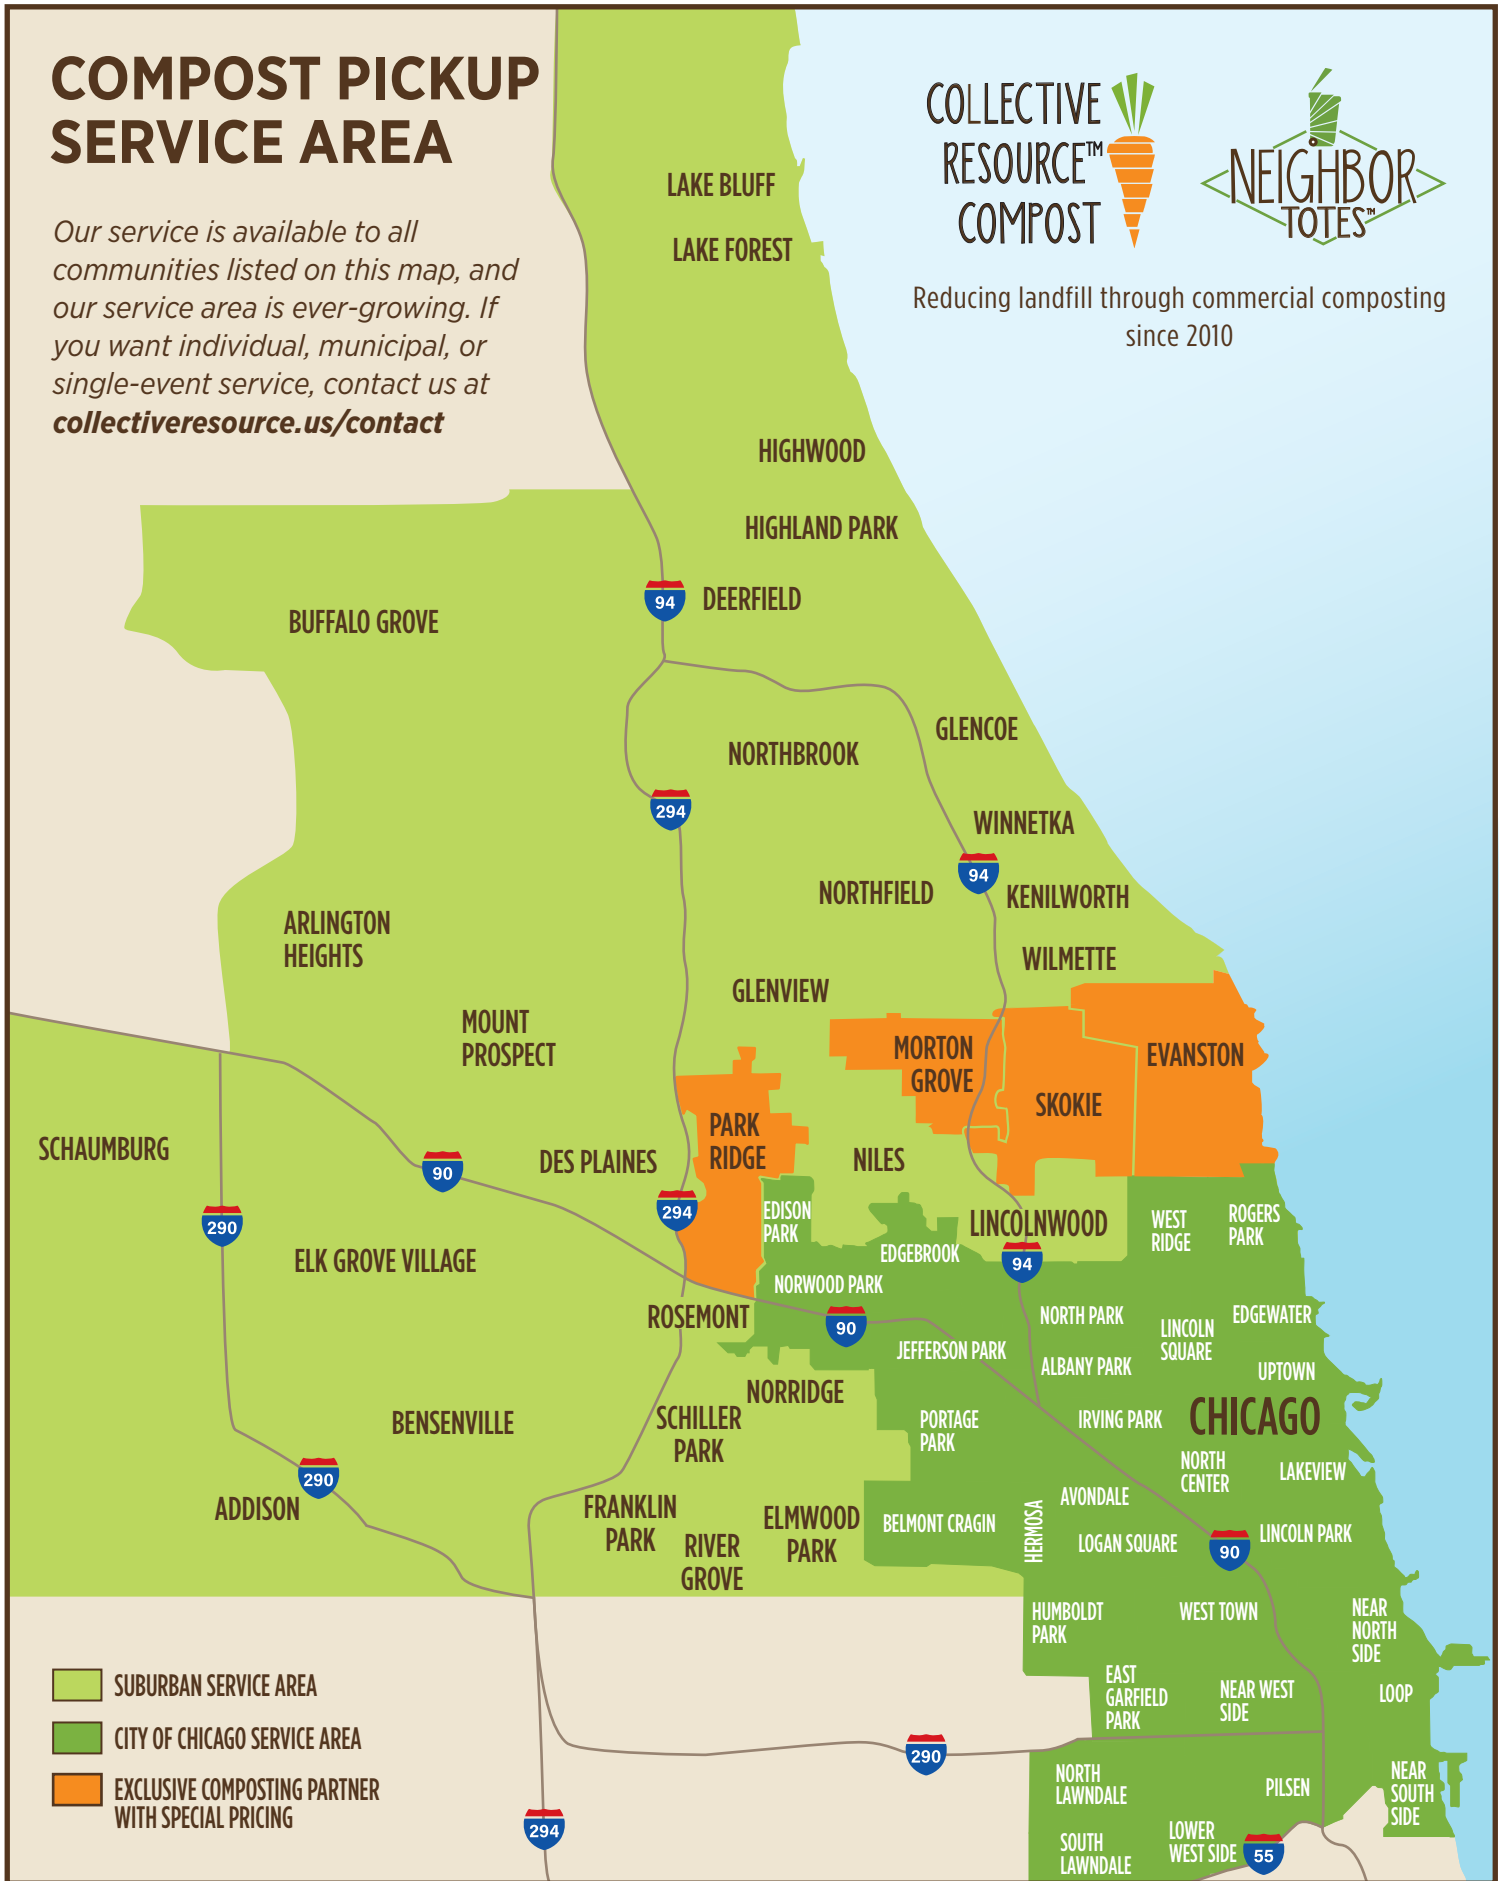 COMPOST PICKUP
SERVICE AREA
Our service is available to all
communities listed on this map, and
our service area is ever-growing. If
you want individual, municipal, or
single-event service, contact us at
collectiveresource.us/contact
COLLECTIVE
RESOURCE™
COMPOST
NEIGHBOR
TOTES™
Reducing landfill through commercial composting
since 2010
LAKE BLUFF
LAKE FOREST
HIGHWOOD
HIGHLAND PARK
94
DEERFIELD
BUFFALO GROVE
GLENCOE
NORTHBROOK
294
WINNETKA
94
NORTHFIELD
KENILWORTH
ARLINGTON
HEIGHTS
WILMETTE
GLENVIEW
MOUNT
PROSPECT
MORTON
GROVE
EVANSTON
SKOKIE
PARK
RIDGE
SCHAUMBURG
DES PLAINES
NILES
90
294
290
EDISON
PARK
LINCOLNWOOD
WEST
RIDGE
ROGERS
PARK
EDGEBROOK
94
ELK GROVE VILLAGE
NORWOOD PARK
ROSEMONT
90
NORTH PARK
EDGEWATER
LINCOLN
SQUARE
JEFFERSON PARK
ALBANY PARK
UPTOWN
NORRIDGE
SCHILLER
PARK
BENSENVILLE
PORTAGE
PARK
IRVING PARK
CHICAGO
NORTH
CENTER
LAKEVIEW
290
ADDISON
AVONDALE
FRANKLIN
PARK
RIVER
GROVE
ELMWOOD
PARK
BELMONT CRAGIN
HERMOSA
LOGAN SQUARE
90
LINCOLN PARK
HUMBOLDT
PARK
WEST TOWN
NEAR
NORTH
SIDE
EAST
GARFIELD
PARK
NEAR WEST
SIDE
LOOP
290
NORTH
LAWNDALE
PILSEN
NEAR
SOUTH
SIDE
294
SOUTH
LAWNDALE
LOWER
WEST SIDE
55
SUBURBAN SERVICE AREA
CITY OF CHICAGO SERVICE AREA
EXCLUSIVE COMPOSTING PARTNER
WITH SPECIAL PRICING